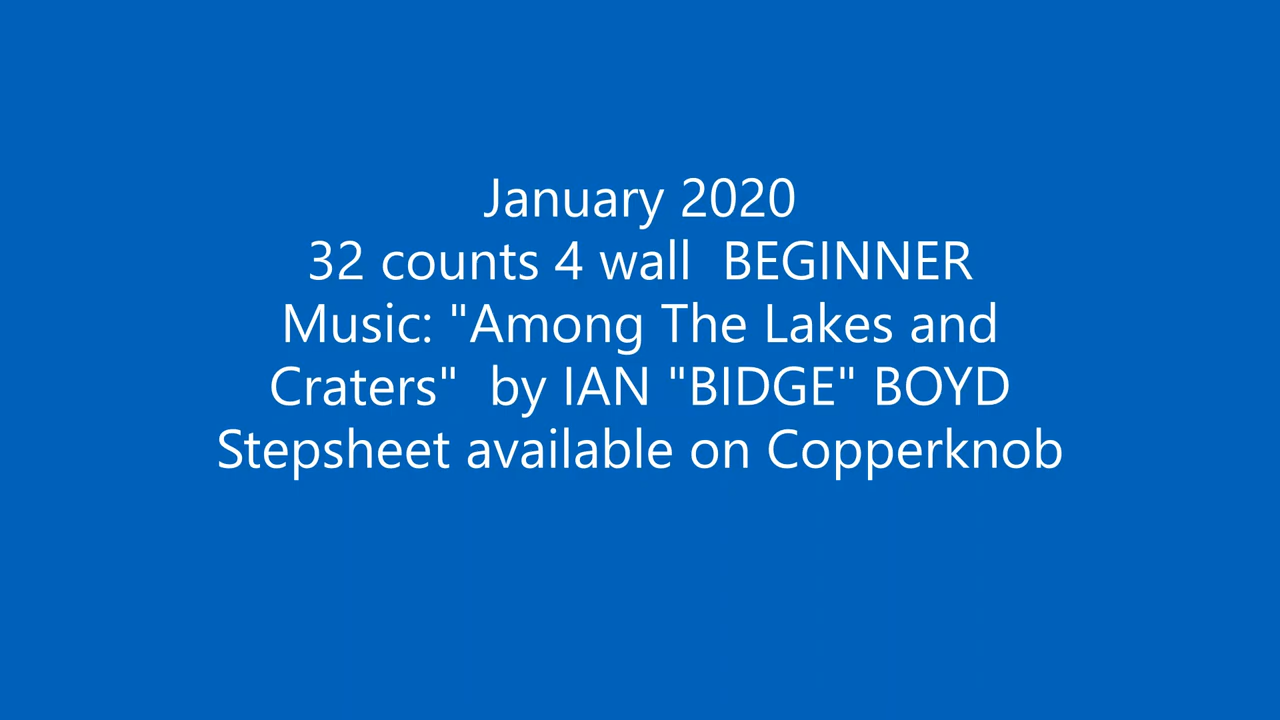 January 2020
32 counts 4 wall  BEGINNER
Music: "Among The Lakes and
Craters"  by IAN "BIDGE" BOYD
Stepsheet available on Copperknob